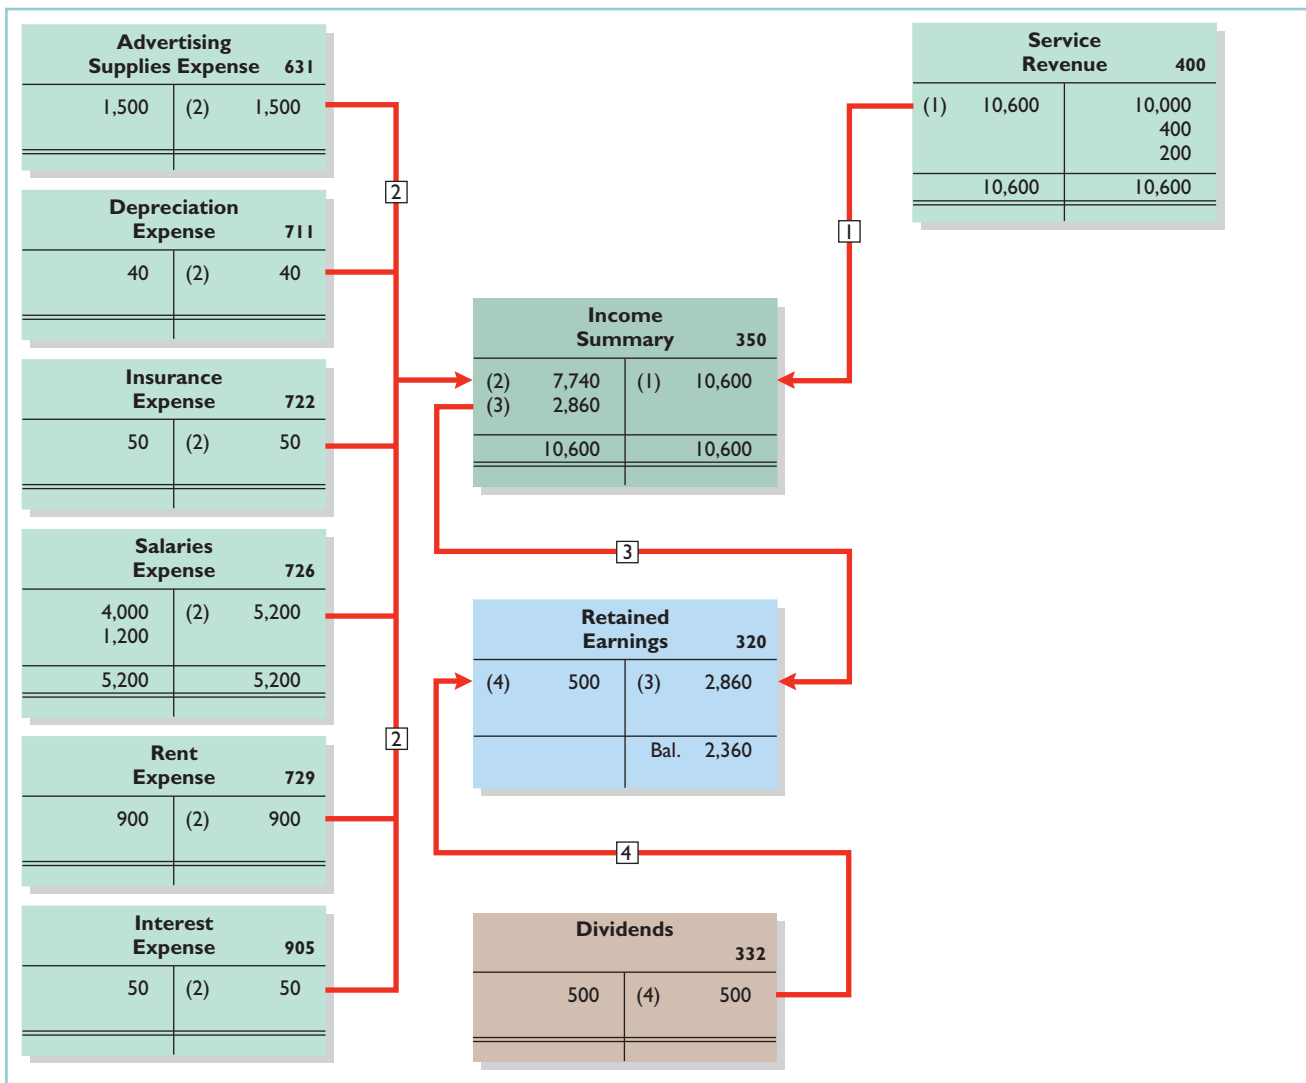 Advertising
Supplies Expense 631
1,500 (2) 1,500
Depreciation
Expense 711
40 (2) 40
Insurance
Expense 722
50 (2) 50
Salaries
Expense 726
4,000 (2) 5,200
1,200
5,200 5,200
Rent
Expense 729
900 (2) 900
Interest
Expense 905
50 (2) 50
2
2
Income
Summary 350
(2) 7,740 (1) 10,600
(3) 2,860
10,600 10,600
3
Retained
Earnings 320
(4) 500 (3) 2,860
Bal. 2,360
4
Dividends
332
500 (4) 500
Service
Revenue 400
(1) 10,600 10,000
400
200
10,600 10,600
1